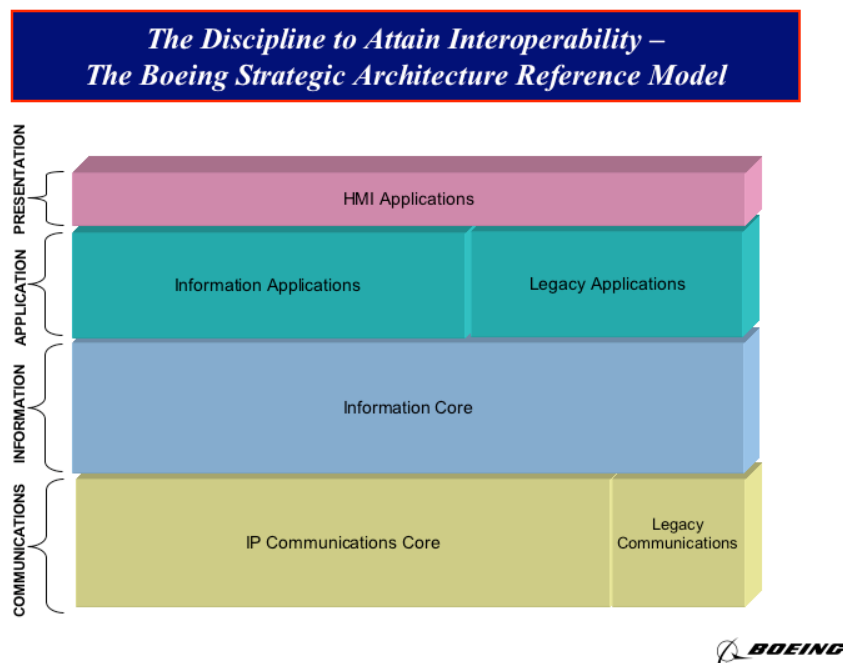 The Discipline to Attain Interoperability –
The Boeing Strategic Architecture Reference Model
PRESENTATION
HMI Applications
APPLICATION
Information Applications
Legacy Applications
INFORMATION
Information Core
COMMUNICATIONS
IP Communications Core
Legacy
Communications
BOEING